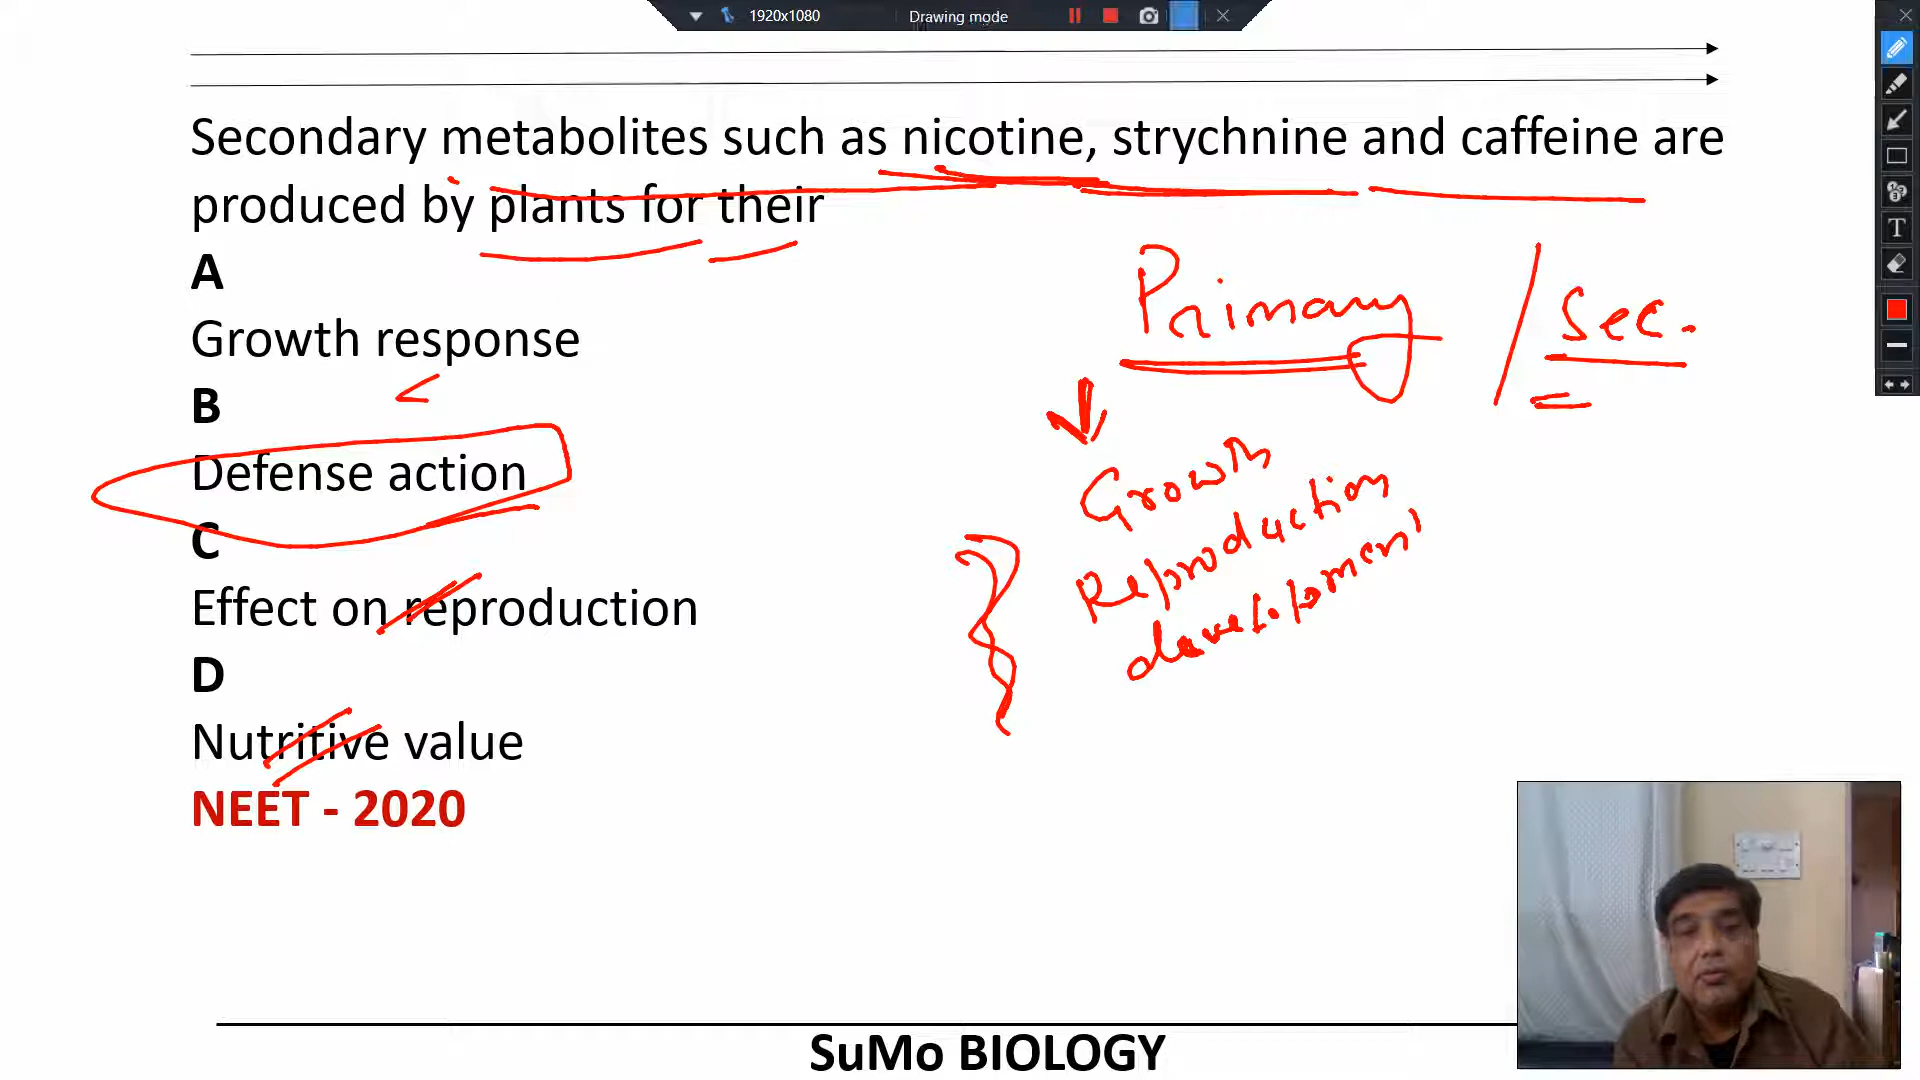 1920x1080 Drawing mode
Secondary metabolites such as nicotine, strychnine and caffeine are
produced by plants for their
A
Growth response
B
Defense action
C
Effect on reproduction
D
Nutritive value
NEET - 2020
Primary / Sec.
Growth
Reproduction
development
SuMo BIOLOGY
T